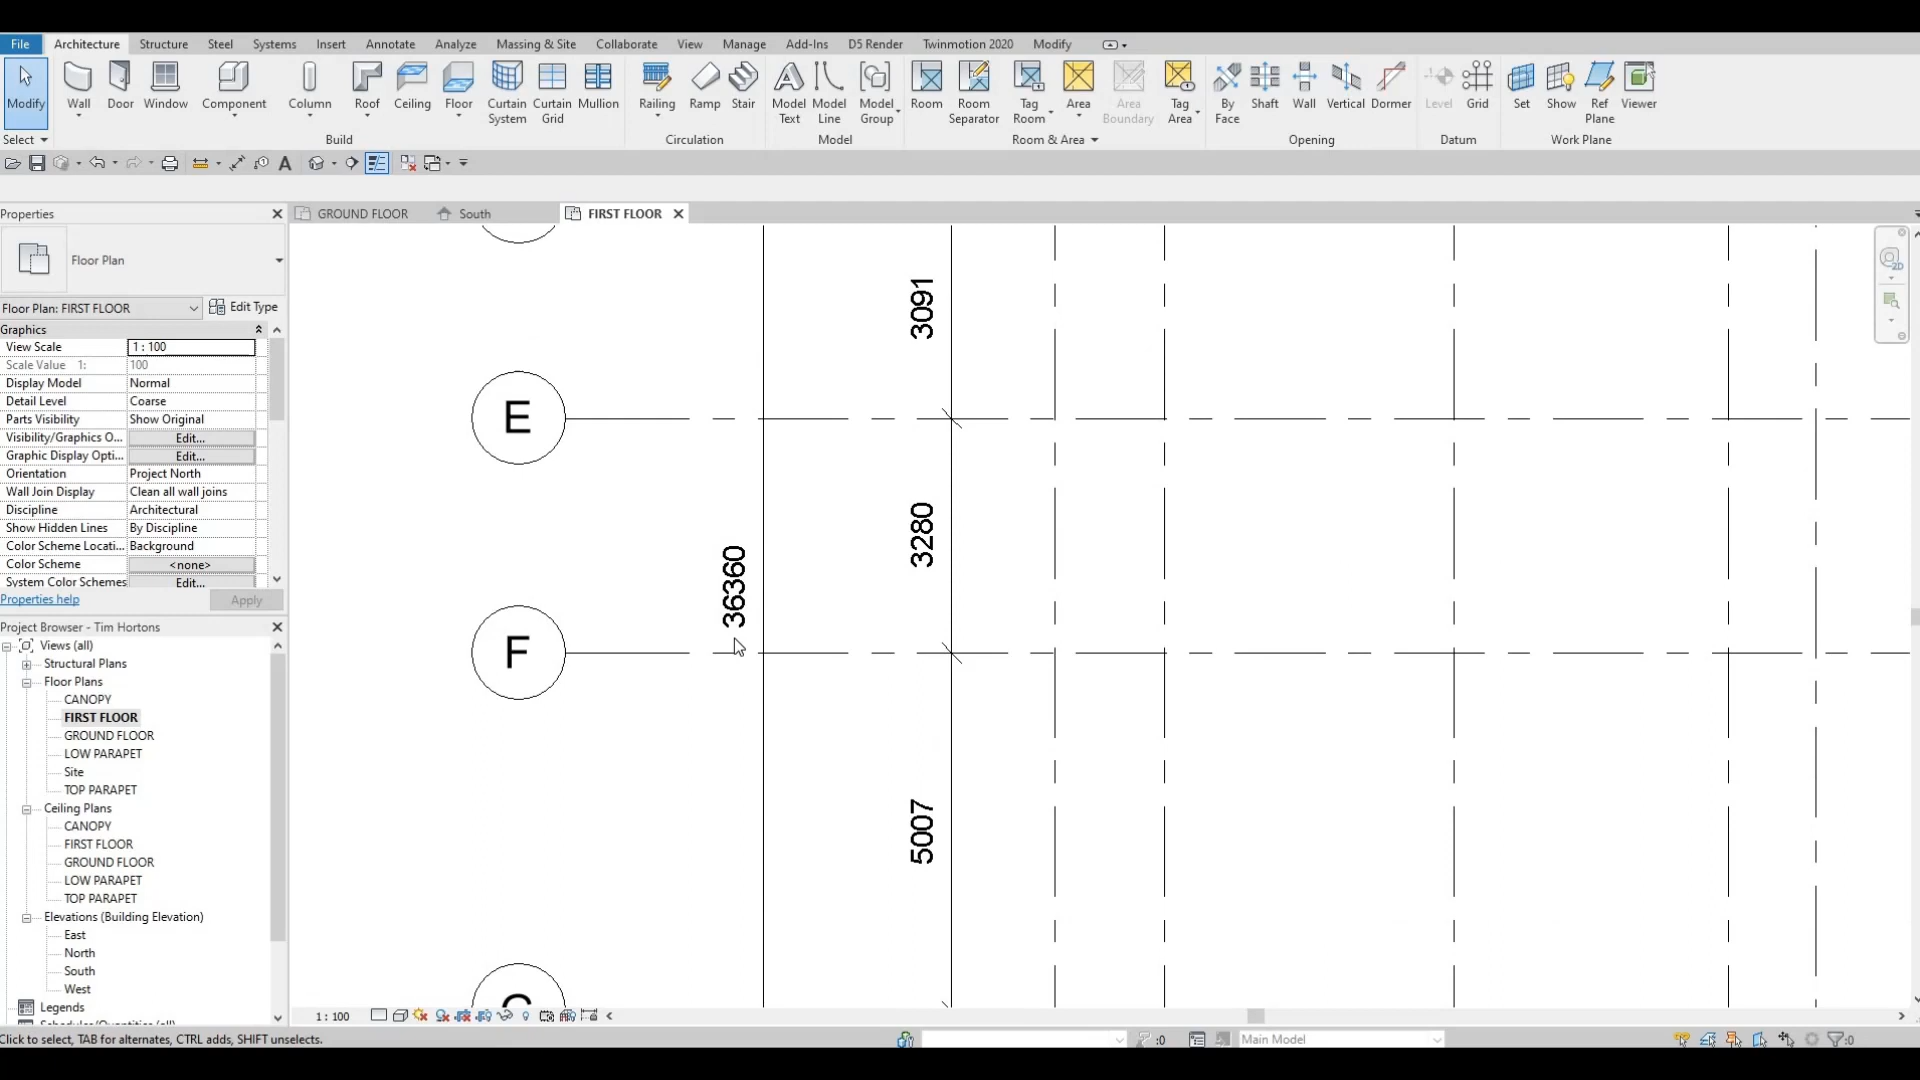 File Architecture Structure Steel Systems Insert Annotate Analyze Massing & Site Collaborate View Manage Add-Ins D5 Render Twinmotion 2020 Modify
Modify Wall Door Window Component Column Roof Ceiling Floor Curtain System Curtain Grid Mullion Railing Ramp Stair Model Text Model Line Model Group Room Room Separator Tag Room Area Area Boundary Tag Area By Face Shaft Wall Vertical Dormer Level Grid Set Show Ref Plane Viewer
Select Build Circulation Model Room & Area Opening Datum Work Plane
Properties
GROUND FLOOR South FIRST FLOOR
Floor Plan
Floor Plan: FIRST FLOOR Edit Type
Graphics
View Scale 1 : 100
Scale Value 1: 100
Display Model Normal
Detail Level Coarse
Parts Visibility Show Original
Visibility/Graphics O... Edit...
Graphic Display Opti... Edit...
Orientation Project North
Wall Join Display Clean all wall joins
Discipline Architectural
Show Hidden Lines By Discipline
Color Scheme Locati... Background
Color Scheme <none>
System Color Schemes Edit...
Properties help Apply
Project Browser - Tim Hortons
Views (all)
Structural Plans
Floor Plans
CANOPY
FIRST FLOOR
GROUND FLOOR
LOW PARAPET
Site
TOP PARAPET
Ceiling Plans
CANOPY
FIRST FLOOR
GROUND FLOOR
LOW PARAPET
TOP PARAPET
Elevations (Building Elevation)
East
North
South
West
Legends
3091
E
3280
36360
F
5007
2D
1 : 100
Click to select, TAB for alternates, CTRL adds, SHIFT unselects.
:0
Main Model
:0